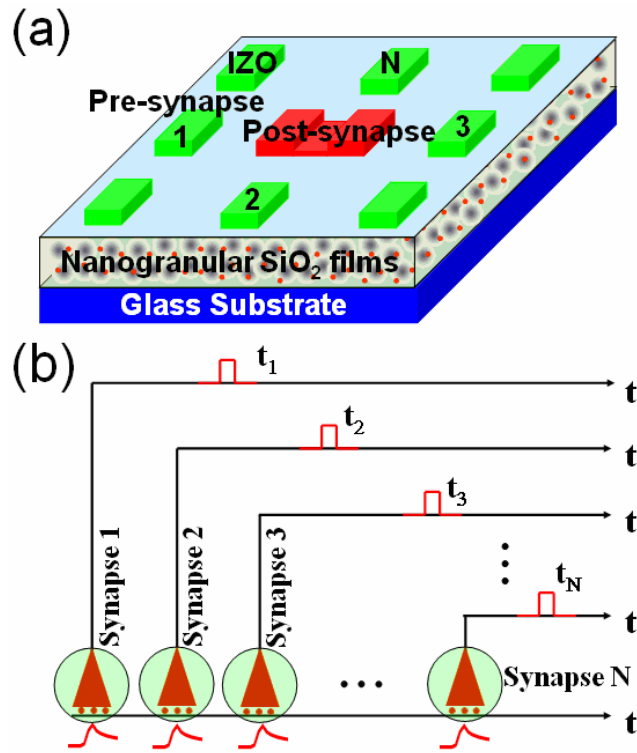 (a)
IZO
N
Pre-synapse
1
Post-synapse
3
2
Nanogranular SiO₂ films
Glass Substrate
(b)
t₁
t
t₂
t
t₃
t
Synapse 1
Synapse 2
Synapse 3
t_N
t
Synapse N
t